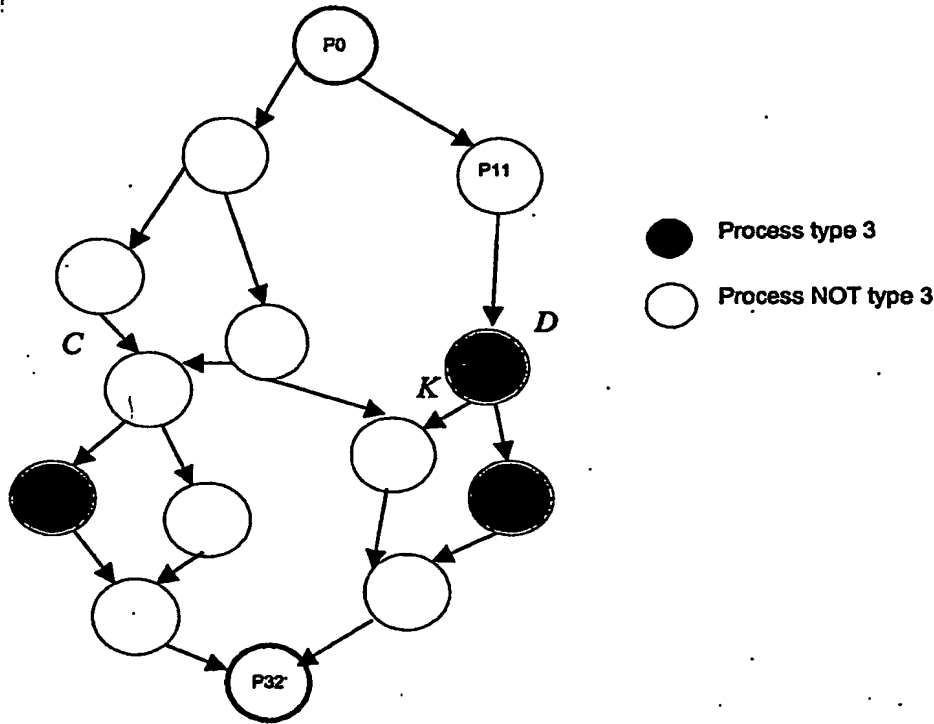 P0
P11
Process type 3
Process NOT type 3
D
C
K
P32'